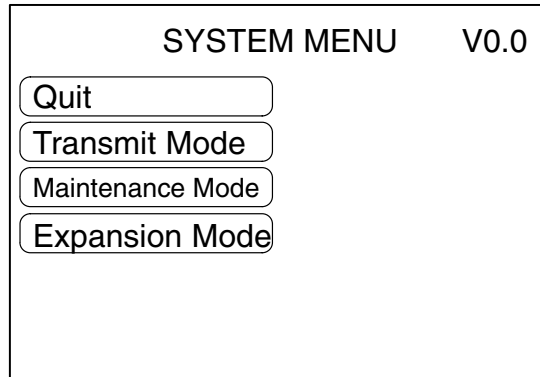 SYSTEM MENU V0.0
Quit
Transmit Mode
Maintenance Mode
Expansion Mode